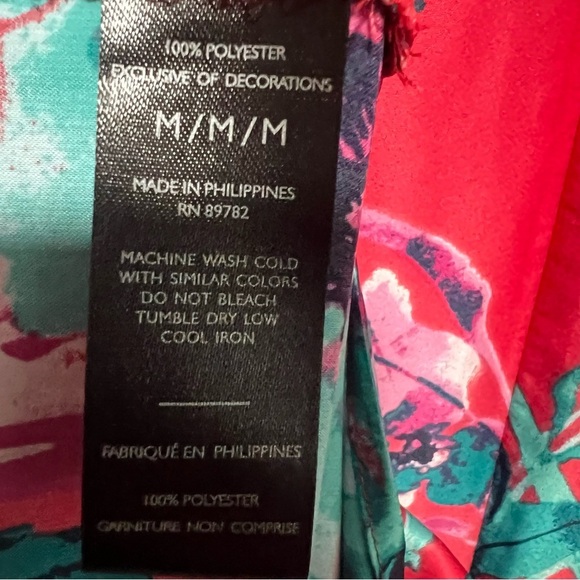 100% POLYESTER
EXCLUSIVE OF DECORATIONS
M/M/M
MADE IN PHILIPPINES
RN 89782
MACHINE WASH COLD
WITH SIMILAR COLORS
DO NOT BLEACH
TUMBLE DRY LOW
COOL IRON
FABRIQUÉ EN PHILIPPINES
100% POLYESTER
GARNITURE NON COMPRISE